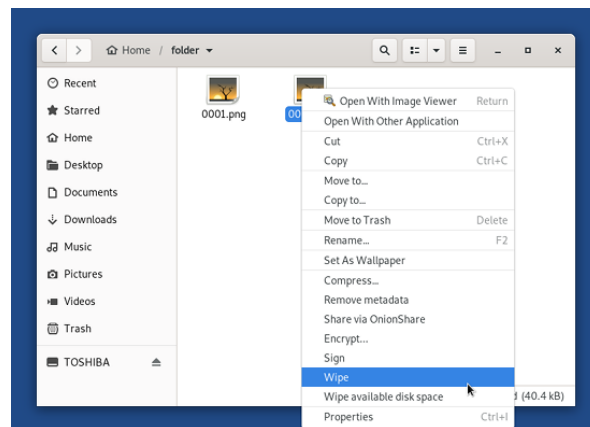 Home / folder
Recent
Starred
Home
Desktop
Documents
Downloads
Music
Pictures
Videos
Trash
TOSHIBA
0001.png
00
Open With Image Viewer Return
Open With Other Application
Cut Ctrl+X
Copy Ctrl+C
Move to...
Copy to...
Move to Trash Delete
Rename... F2
Set As Wallpaper
Compress...
Remove metadata
Share via OnionShare
Encrypt...
Sign
Wipe
Wipe available disk space
Properties Ctrl+I
(40.4 kB)